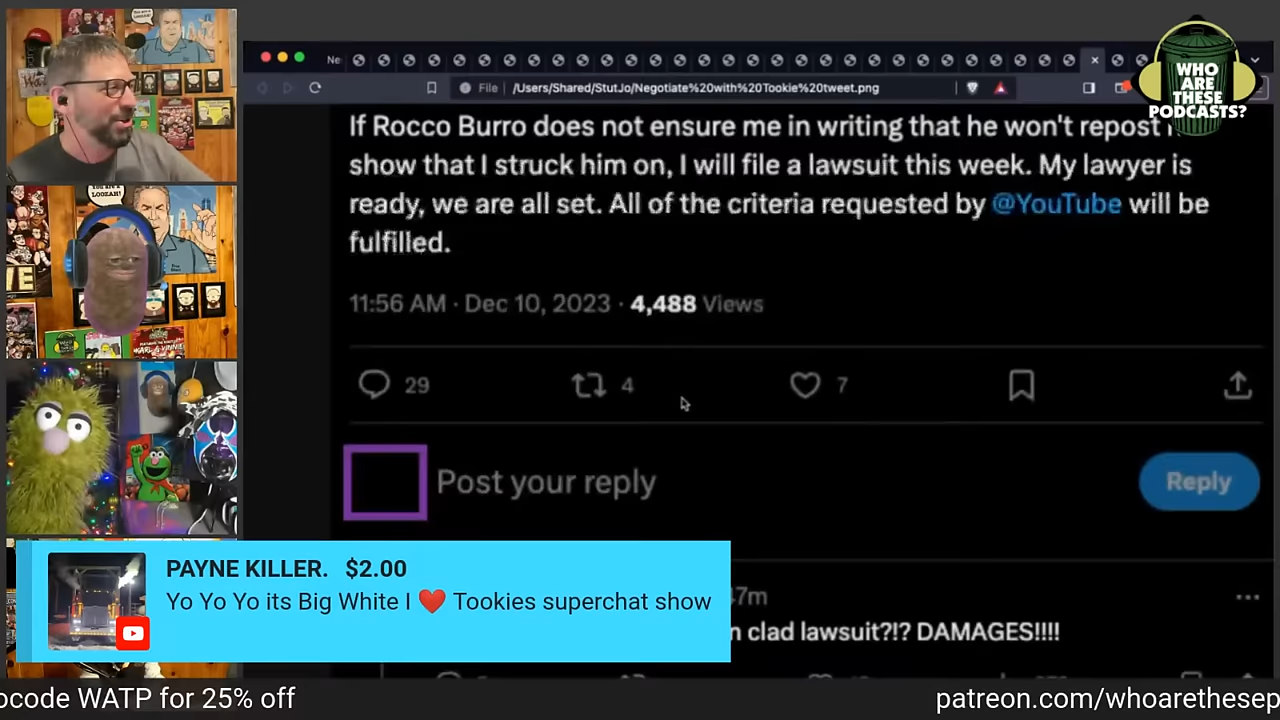 Ne
File /Users/Shared/StutJo/Negotiate%20with%20Tookie%20tweet.png
WHO
ARE
THESE
PODCASTS?
If Rocco Burro does not ensure me in writing that he won't repost
show that I struck him on, I will file a lawsuit this week. My lawyer is
ready, we are all set. All of the criteria requested by @YouTube will be
fulfilled.
11:56 AM · Dec 10, 2023 · 4,488 Views
29 4 7
Post your reply
Reply
47m
n clad lawsuit?!? DAMAGES!!!!
PAYNE KILLER. $2.00
Yo Yo Yo its Big White I ❤️ Tookies superchat show
ocode WATP for 25% off
patreon.com/whoarethesep